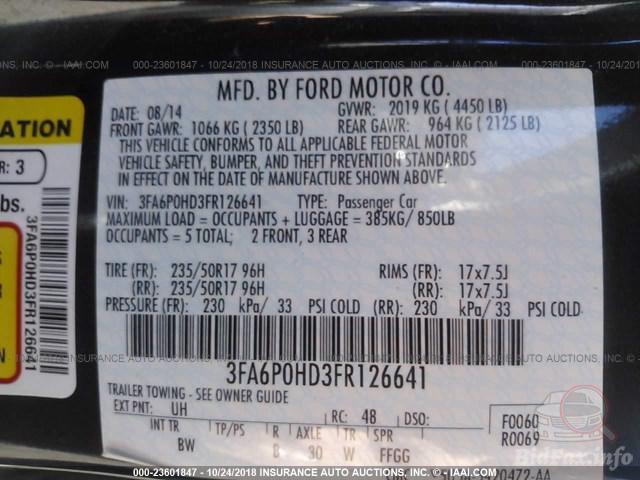 000-23601847 - 10/24/2018 - INSURANCE AUTO AUCTIONS, INC. - © IAAI.COM
MFD. BY FORD MOTOR CO.
DATE: 08/14 GVWR: 2019 KG ( 4450 LB)
FRONT GAWR: 1066 KG ( 2350 LB) REAR GAWR: 964 KG ( 2125 LB)
THIS VEHICLE CONFORMS TO ALL APPLICABLE FEDERAL MOTOR
VEHICLE SAFETY, BUMPER, AND THEFT PREVENTION STANDARDS
IN EFFECT ON THE DATE OF MANUFACTURE SHOWN ABOVE.
VIN: 3FA6P0HD3FR126641 TYPE: Passenger Car
MAXIMUM LOAD = OCCUPANTS + LUGGAGE = 385KG/ 850LB
OCCUPANTS = 5 TOTAL; 2 FRONT, 3 REAR
TIRE (FR): 235/50R17 96H RIMS (FR): 17x7.5J
(RR): 235/50R17 96H (RR): 17x7.5J
PRESSURE (FR): 230 kPa/ 33 PSI COLD (RR): 230 kPa/ 33 PSI COLD
3FA6P0HD3FR126641
TRAILER TOWING - SEE OWNER GUIDE
EXT PNT: UH RC: 48 DSO:
F0060
R0069
INT TR TP/PS R AXLE TR SPR
BW B 30 W FFGG
ATION
R: 3
bs.
3FA6P0HD3FR126641
N
000-23601847 - 10/24/2018 - INSURANCE AUTO AUCTIONS, INC. - © IAAI.COM
BidFax.info